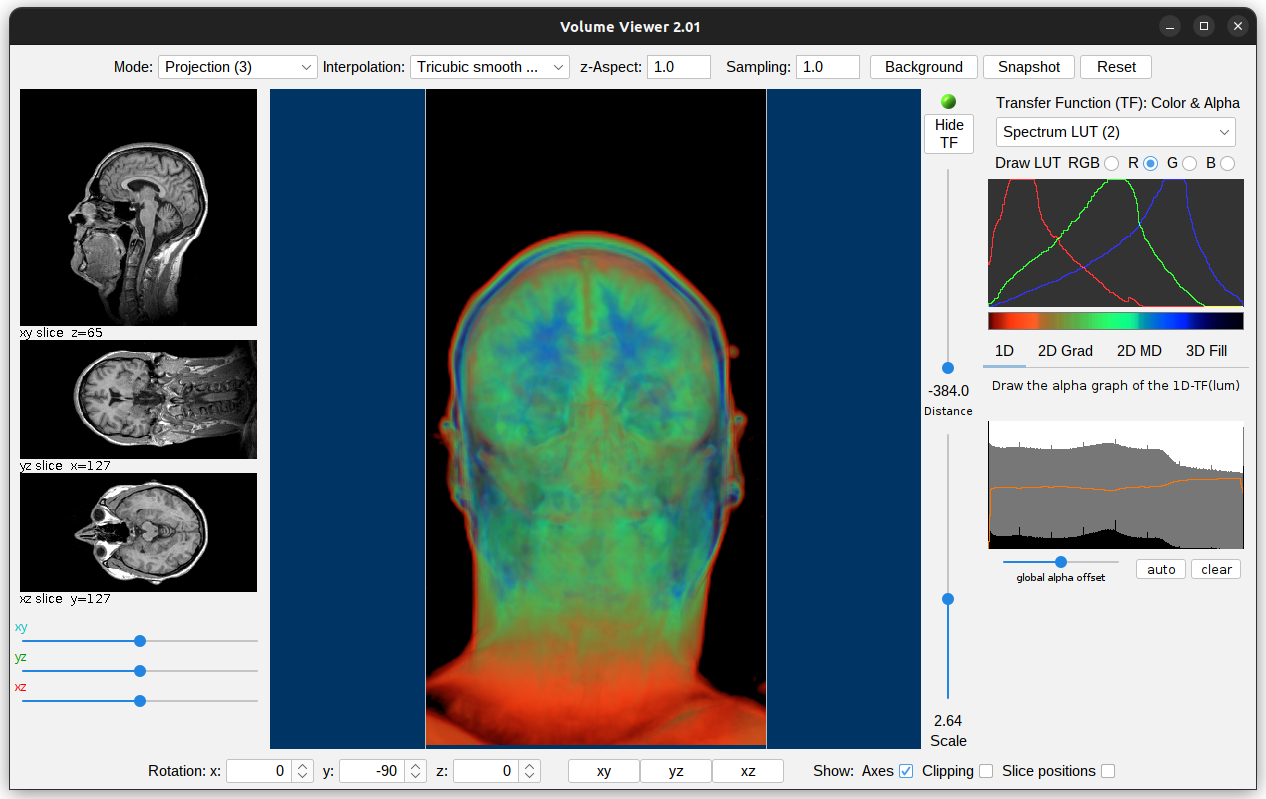 Volume Viewer 2.01
Mode: Projection (3) Interpolation: Tricubic smooth ... z-Aspect: 1.0 Sampling: 1.0 Background Snapshot Reset
xy slice z=65
yz slice x=127
xz slice y=127
xy
yz
xz
Hide
TF
-384.0
Distance
2.64
Scale
Transfer Function (TF): Color & Alpha
Spectrum LUT (2)
Draw LUT RGB R G B
1D 2D Grad 2D MD 3D Fill
Draw the alpha graph of the 1D-TF(lum)
global alpha offset auto clear
Rotation: x: 0 y: -90 z: 0 xy yz xz Show: Axes Clipping Slice positions